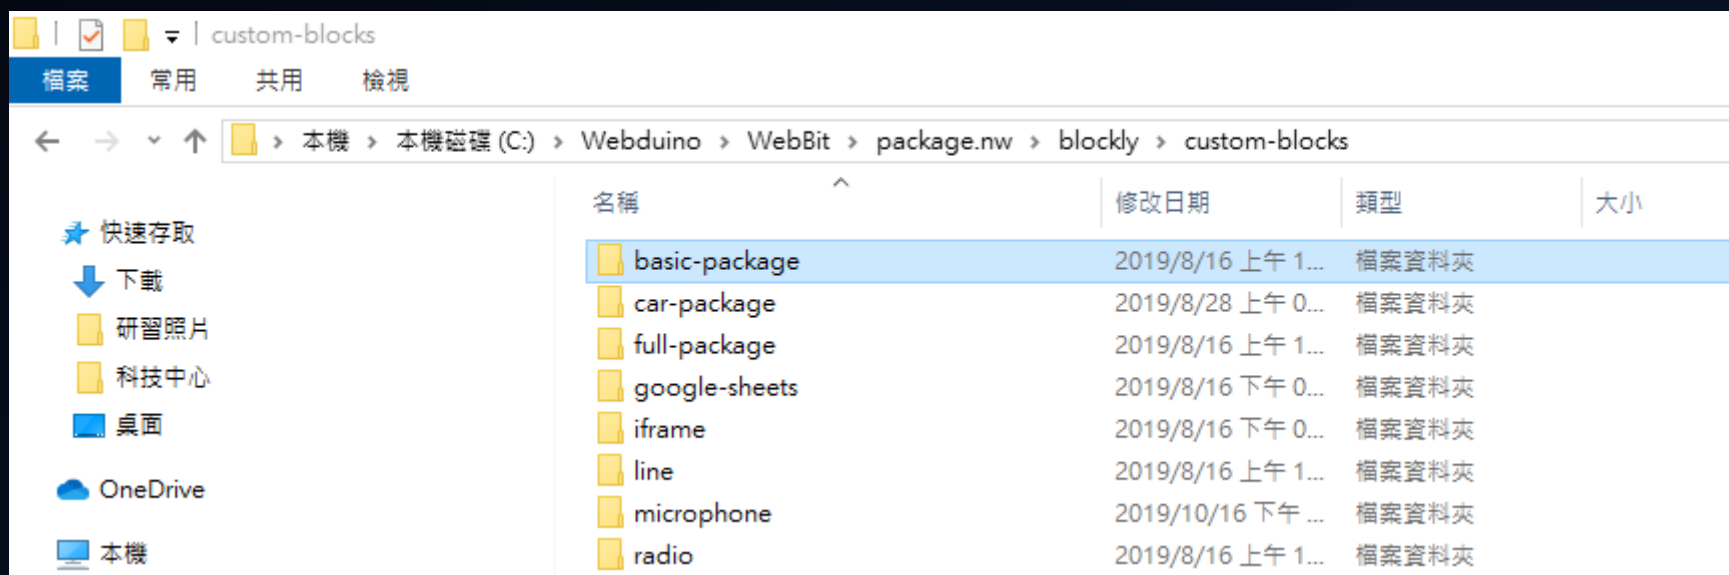 custom-blocks
檔案 常用 共用 檢視
本機 > 本機磁碟 (C:) > Webduino > WebBit > package.nw > blockly > custom-blocks
名稱 修改日期 類型 大小
快速存取
下載
研習照片
科技中心
桌面
OneDrive
本機
basic-package 2019/8/16 上午 1... 檔案資料夾
car-package 2019/8/28 上午 0... 檔案資料夾
full-package 2019/8/16 上午 1... 檔案資料夾
google-sheets 2019/8/16 下午 0... 檔案資料夾
iframe 2019/8/16 下午 0... 檔案資料夾
line 2019/8/16 上午 1... 檔案資料夾
microphone 2019/10/16 下午 ... 檔案資料夾
radio 2019/8/16 上午 1... 檔案資料夾